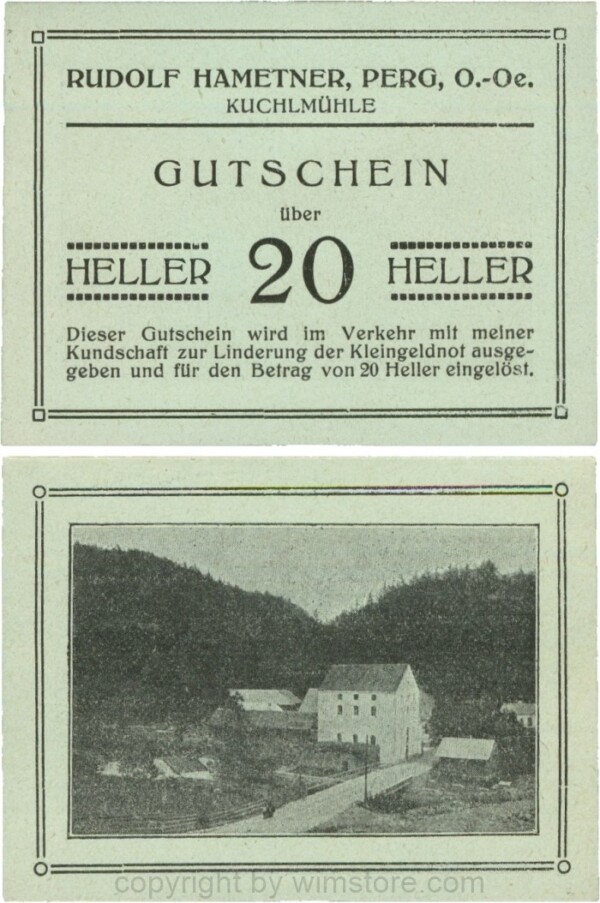 RUDOLF HAMETNER, PERG, O.-Oe.
KUCHLMÜHLE
GUTSCHEIN
über
HELLER 20 HELLER
Dieser Gutschein wird im Verkehr mit meiner
Kundschaft zur Linderung der Kleingeldnot ausge-
geben und für den Betrag von 20 Heller eingelöst.
copyright by wimstore.com